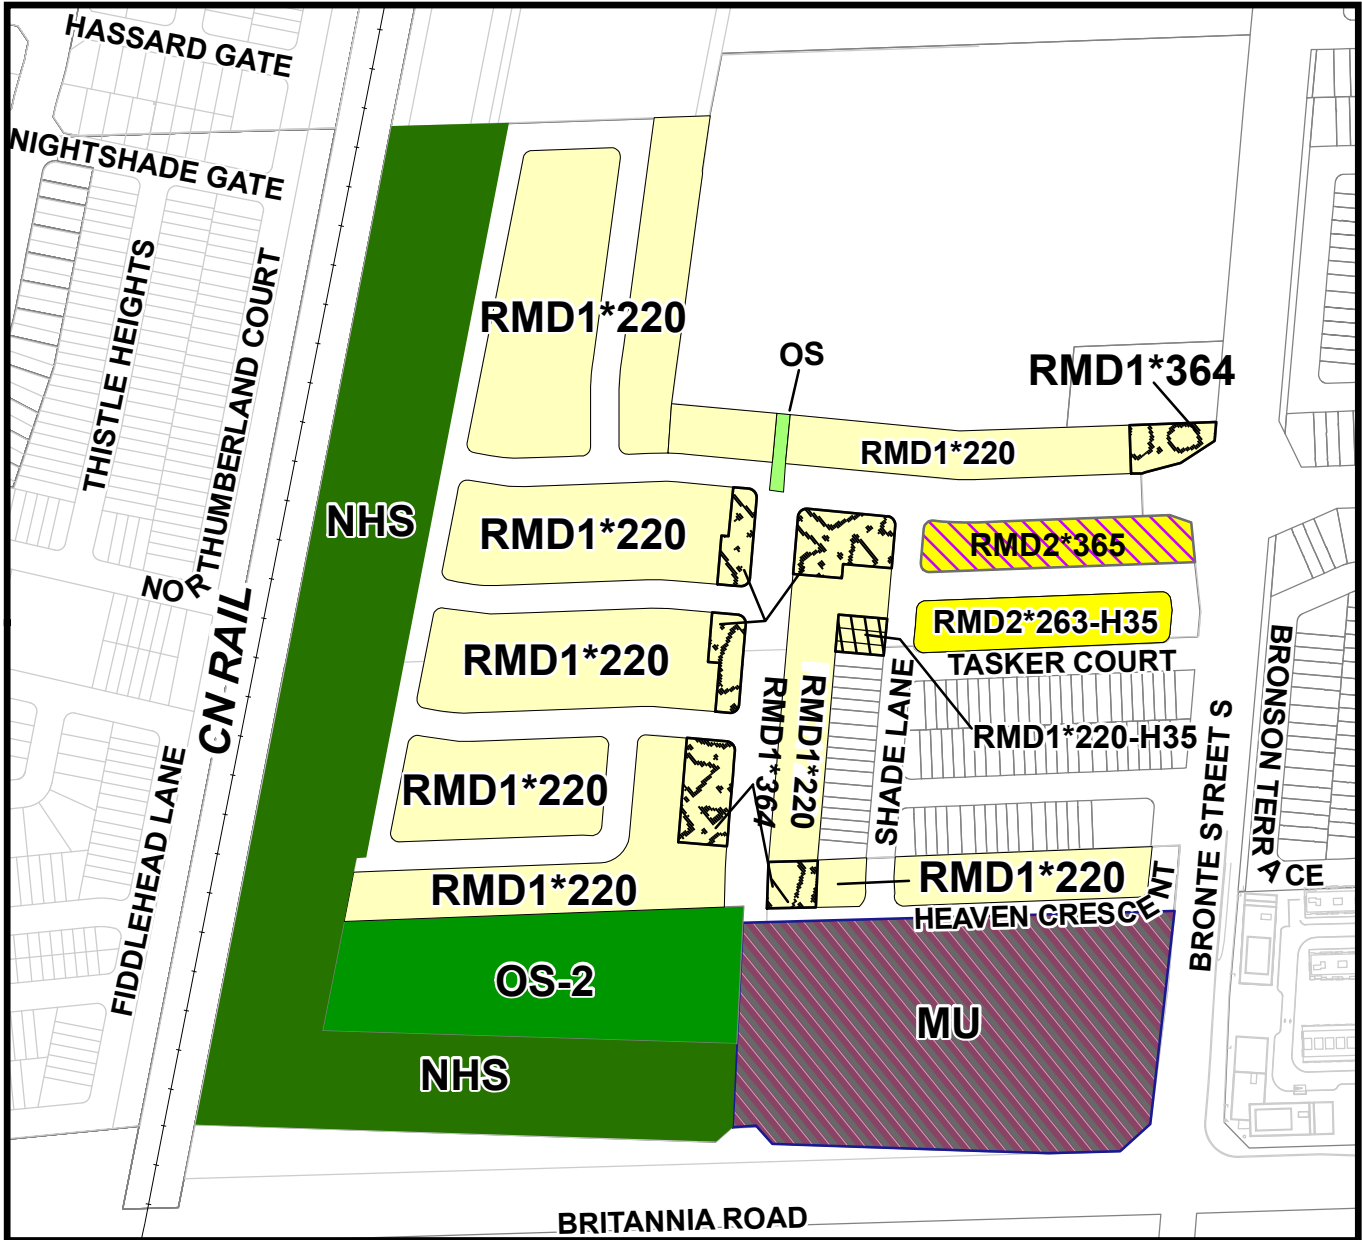 HASSARD GATE
NIGHTSHADE GATE
THISTLE HEIGHTS
NORTHUMBERLAND COURT
CN RAIL
FIDDLEHEAD LANE
NHS
RMD1*220
OS
RMD1*364
RMD1*220
RMD1*220
RMD2*365
RMD2*263-H35
TASKER COURT
RMD1*220
RMD1*364
RMD1*220
SHADE LANE
RMD1*220-H35
BRONTE STREET S
BRONSON TERRACE
RMD1*220
RMD1*220
RMD1*220
HEAVEN CRESCENT
OS-2
MU
NHS
BRITANNIA ROAD